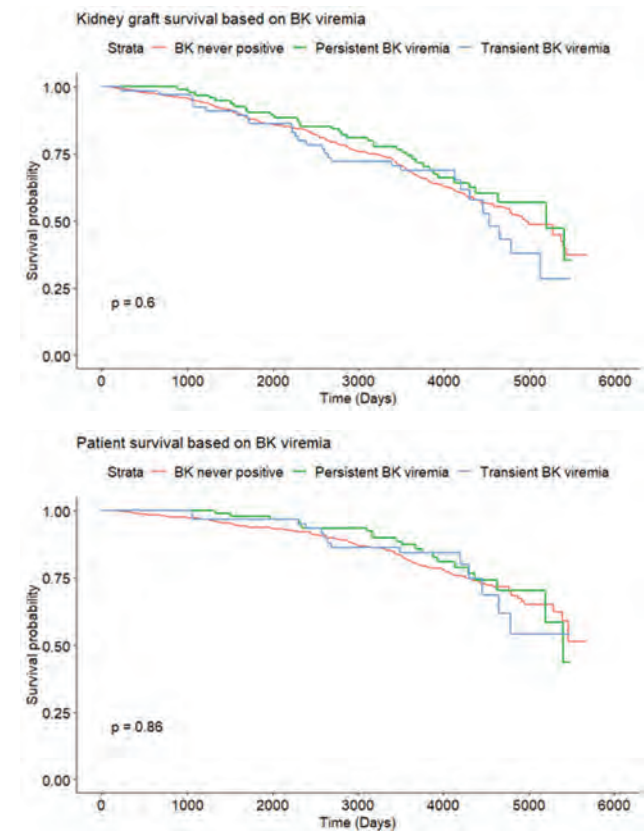 Kidney graft survival based on BK viremia
Strata BK never positive Persistent BK viremia Transient BK viremia
1.00
0.75
0.50
0.25
0.00
Survival probability
p = 0.6
0 1000 2000 3000 4000 5000 6000
Time (Days)
Patient survival based on BK viremia
Strata BK never positive Persistent BK viremia Transient BK viremia
1.00
0.75
0.50
0.25
0.00
Survival probability
p = 0.86
0 1000 2000 3000 4000 5000 6000
Time (Days)